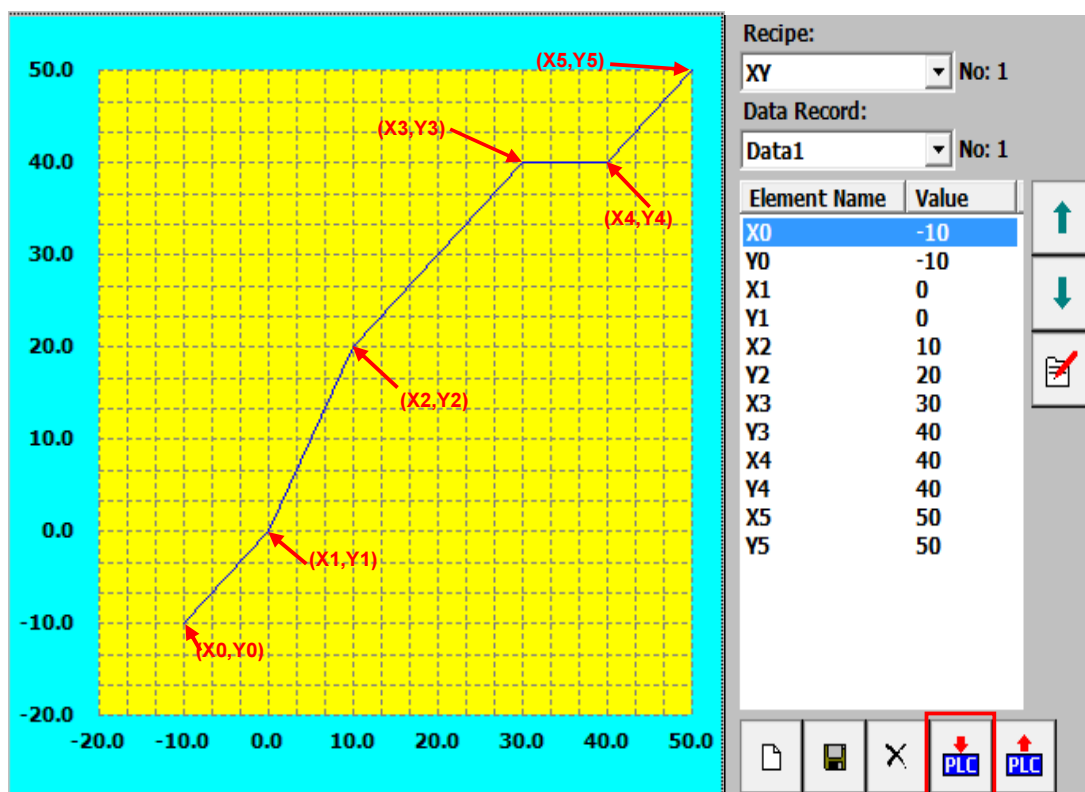 (X5,Y5)
50.0
(X3,Y3)
40.0
(X4,Y4)
30.0
20.0
(X2,Y2)
10.0
0.0
(X1,Y1)
-10.0
(X0,Y0)
-20.0
-20.0 -10.0 0.0 10.0 20.0 30.0 40.0 50.0
Recipe:
XY No: 1
Data Record:
Data1 No: 1
Element Name Value
X0 -10
Y0 -10
X1 0
Y1 0
X2 10
Y2 20
X3 30
Y3 40
X4 40
Y4 40
X5 50
Y5 50
PLC PLC